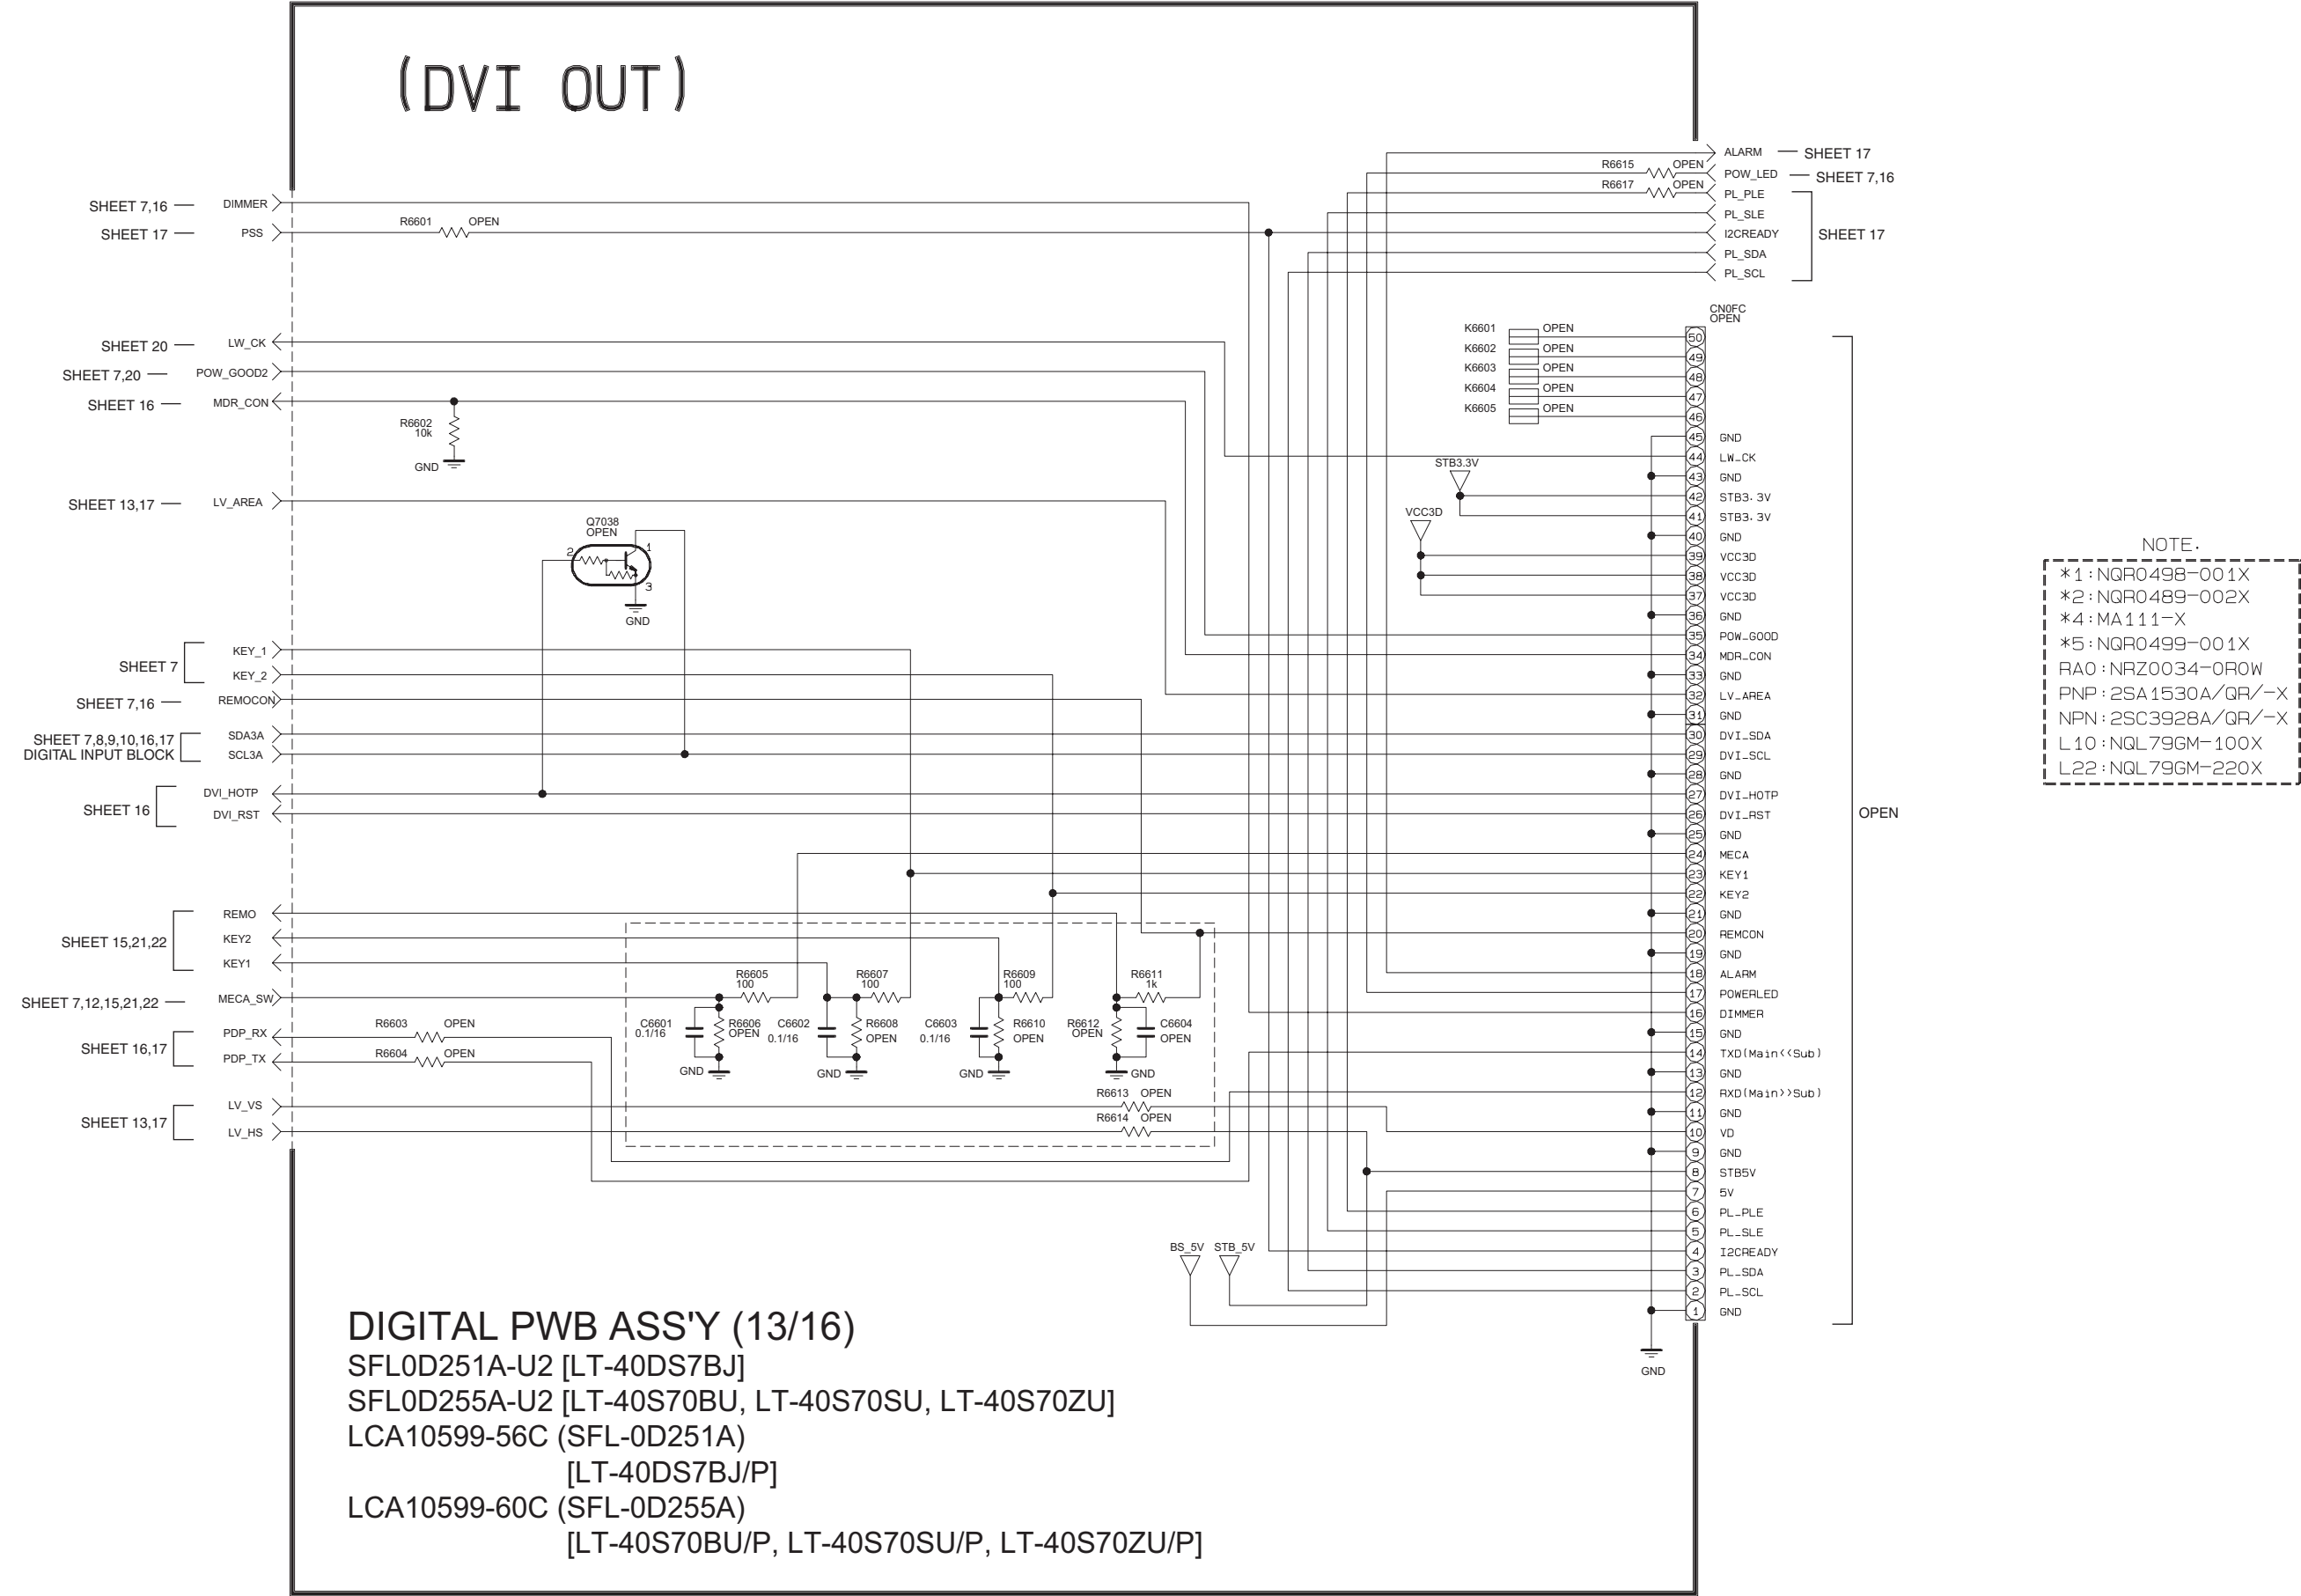 (DVI OUT)
SHEET 7,16
DIMMER
SHEET 17
PSS
R6601
OPEN
SHEET 20
LW_CK
SHEET 7,20
POW_GOOD2
SHEET 16
MDR_CON
R6602
10k
GND
SHEET 13,17
LV_AREA
Q7038
OPEN
2
1
3
GND
SHEET 7
KEY_1
KEY_2
SHEET 7,16
REMOCON
SHEET 7,8,9,10,16,17
DIGITAL INPUT BLOCK
SDA3A
SCL3A
SHEET 16
DVI_HOTP
DVI_RST
SHEET 15,21,22
REMO
KEY2
KEY1
SHEET 7,12,15,21,22
MECA_SW
SHEET 16,17
PDP_RX
PDP_TX
R6603
OPEN
R6604
OPEN
SHEET 13,17
LV_VS
LV_HS
R6605
100
R6607
100
R6609
100
R6611
1k
C6601
0.1/16
R6606
OPEN
C6602
0.1/16
R6608
OPEN
C6603
0.1/16
R6610
OPEN
R6612
OPEN
C6604
OPEN
GND
GND
GND
GND
R6613
OPEN
R6614
OPEN
BS_5V
STB_5V
R6615
OPEN
R6617
OPEN
ALARM
SHEET 17
POW_LED
SHEET 7,16
PL_PLE
PL_SLE
I2CREADY
PL_SDA
PL_SCL
SHEET 17
CN0FC
OPEN
K6601
OPEN
K6602
OPEN
K6603
OPEN
K6604
OPEN
K6605
OPEN
STB3.3V
VCC3D
50
49
48
47
46
45 GND
44 LW_CK
43 GND
42 STB3.3V
41 STB3.3V
40 GND
39 VCC3D
38 VCC3D
37 VCC3D
36 GND
35 POW_GOOD
34 MDR_CON
33 GND
32 LV_AREA
31 GND
30 DVI_SDA
29 DVI_SCL
28 GND
27 DVI_HOTP
26 DVI_RST
25 GND
24 MECA
23 KEY1
22 KEY2
21 GND
20 REMCON
19 GND
18 ALARM
17 POWERLED
16 DIMMER
15 GND
14 TXD(Main<<Sub)
13 GND
12 RXD(Main>>Sub)
11 GND
10 VD
9 GND
8 STB5V
7 5V
6 PL_PLE
5 PL_SLE
4 I2CREADY
3 PL_SDA
2 PL_SCL
1 GND
GND
OPEN
NOTE.
*1:NQR0498-001X
*2:NQR0489-002X
*4:MA111-X
*5:NQR0499-001X
RA0:NRZ0034-0R0W
PNP:2SA1530A/QR/-X
NPN:2SC3928A/QR/-X
L10:NQL79GM-100X
L22:NQL79GM-220X
DIGITAL PWB ASS'Y (13/16)
SFL0D251A-U2 [LT-40DS7BJ]
SFL0D255A-U2 [LT-40S70BU, LT-40S70SU, LT-40S70ZU]
LCA10599-56C (SFL-0D251A)
[LT-40DS7BJ/P]
LCA10599-60C (SFL-0D255A)
[LT-40S70BU/P, LT-40S70SU/P, LT-40S70ZU/P]